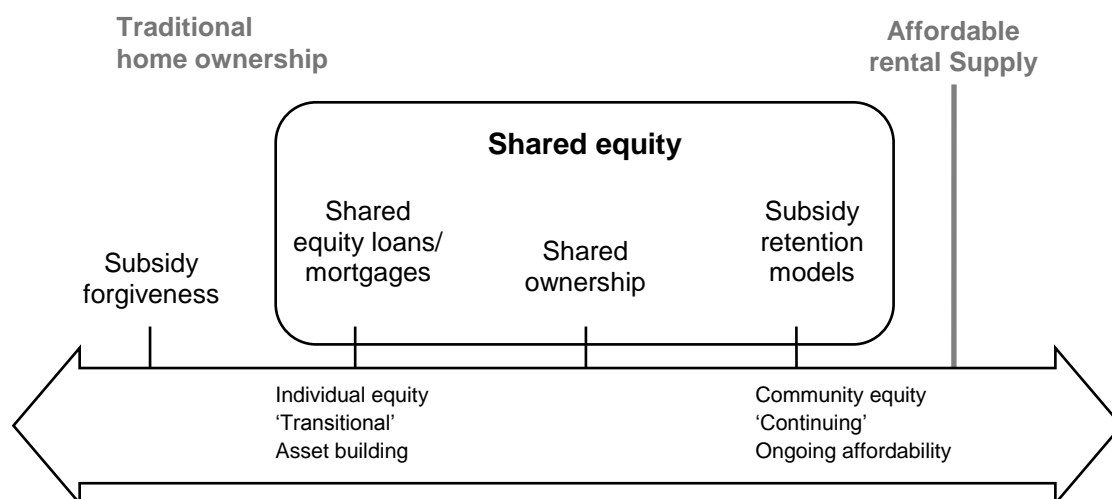 Traditional
home ownership
Affordable
rental Supply
Shared equity
Subsidy
forgiveness
Shared
equity loans/
mortgages
Shared
ownership
Subsidy
retention
models
Individual equity
‘Transitional’
Asset building
Community equity
‘Continuing’
Ongoing affordability